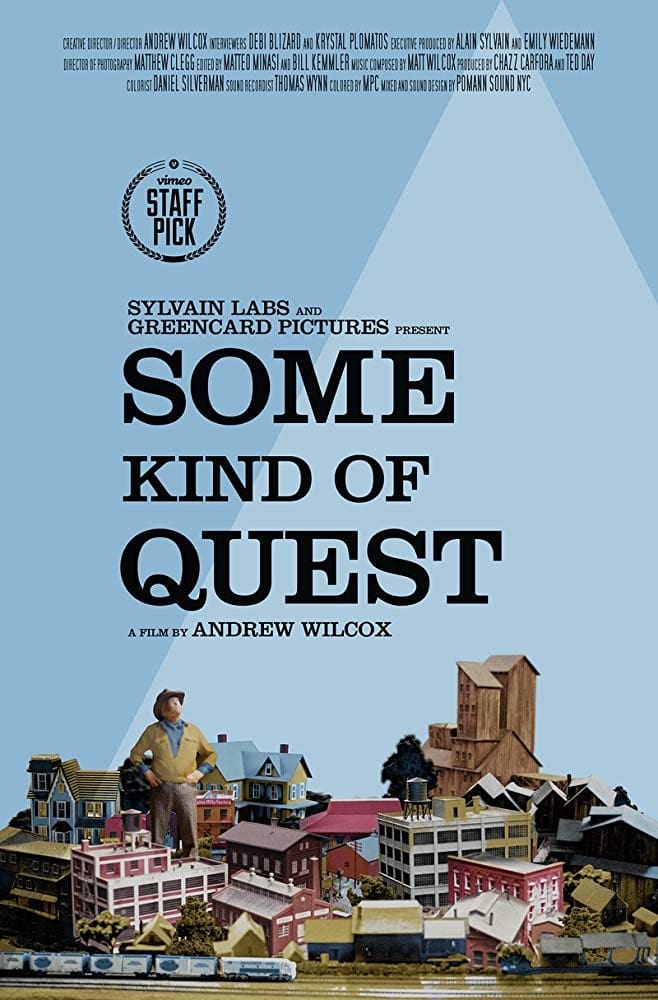 CREATIVE DIRECTOR / DIRECTOR ANDREW WILCOX INTERVIEWERS DEBI BLIZARD AND KRYSTAL PLOMATOS EXECUTIVE PRODUCED BY ALAIN SYLVAIN AND EMILY WIEDEMANN
DIRECTOR OF PHOTOGRAPHY MATTHEW CLEGG EDITED BY MATTEO MINASI AND BILL KEMMLER MUSIC COMPOSED BY MATT WILCOX PRODUCED BY CHAZZ CARFORA AND TED DAY
COLORIST DANIEL SILVERMAN SOUND RECORDIST THOMAS WYNN COLORED BY MPC MIXED AND SOUND DESIGN BY POMANN SOUND NYC
vimeo
STAFF
PICK
SYLVAIN LABS AND
GREENCARD PICTURES PRESENT
SOME
KIND OF
QUEST
A FILM BY ANDREW WILCOX